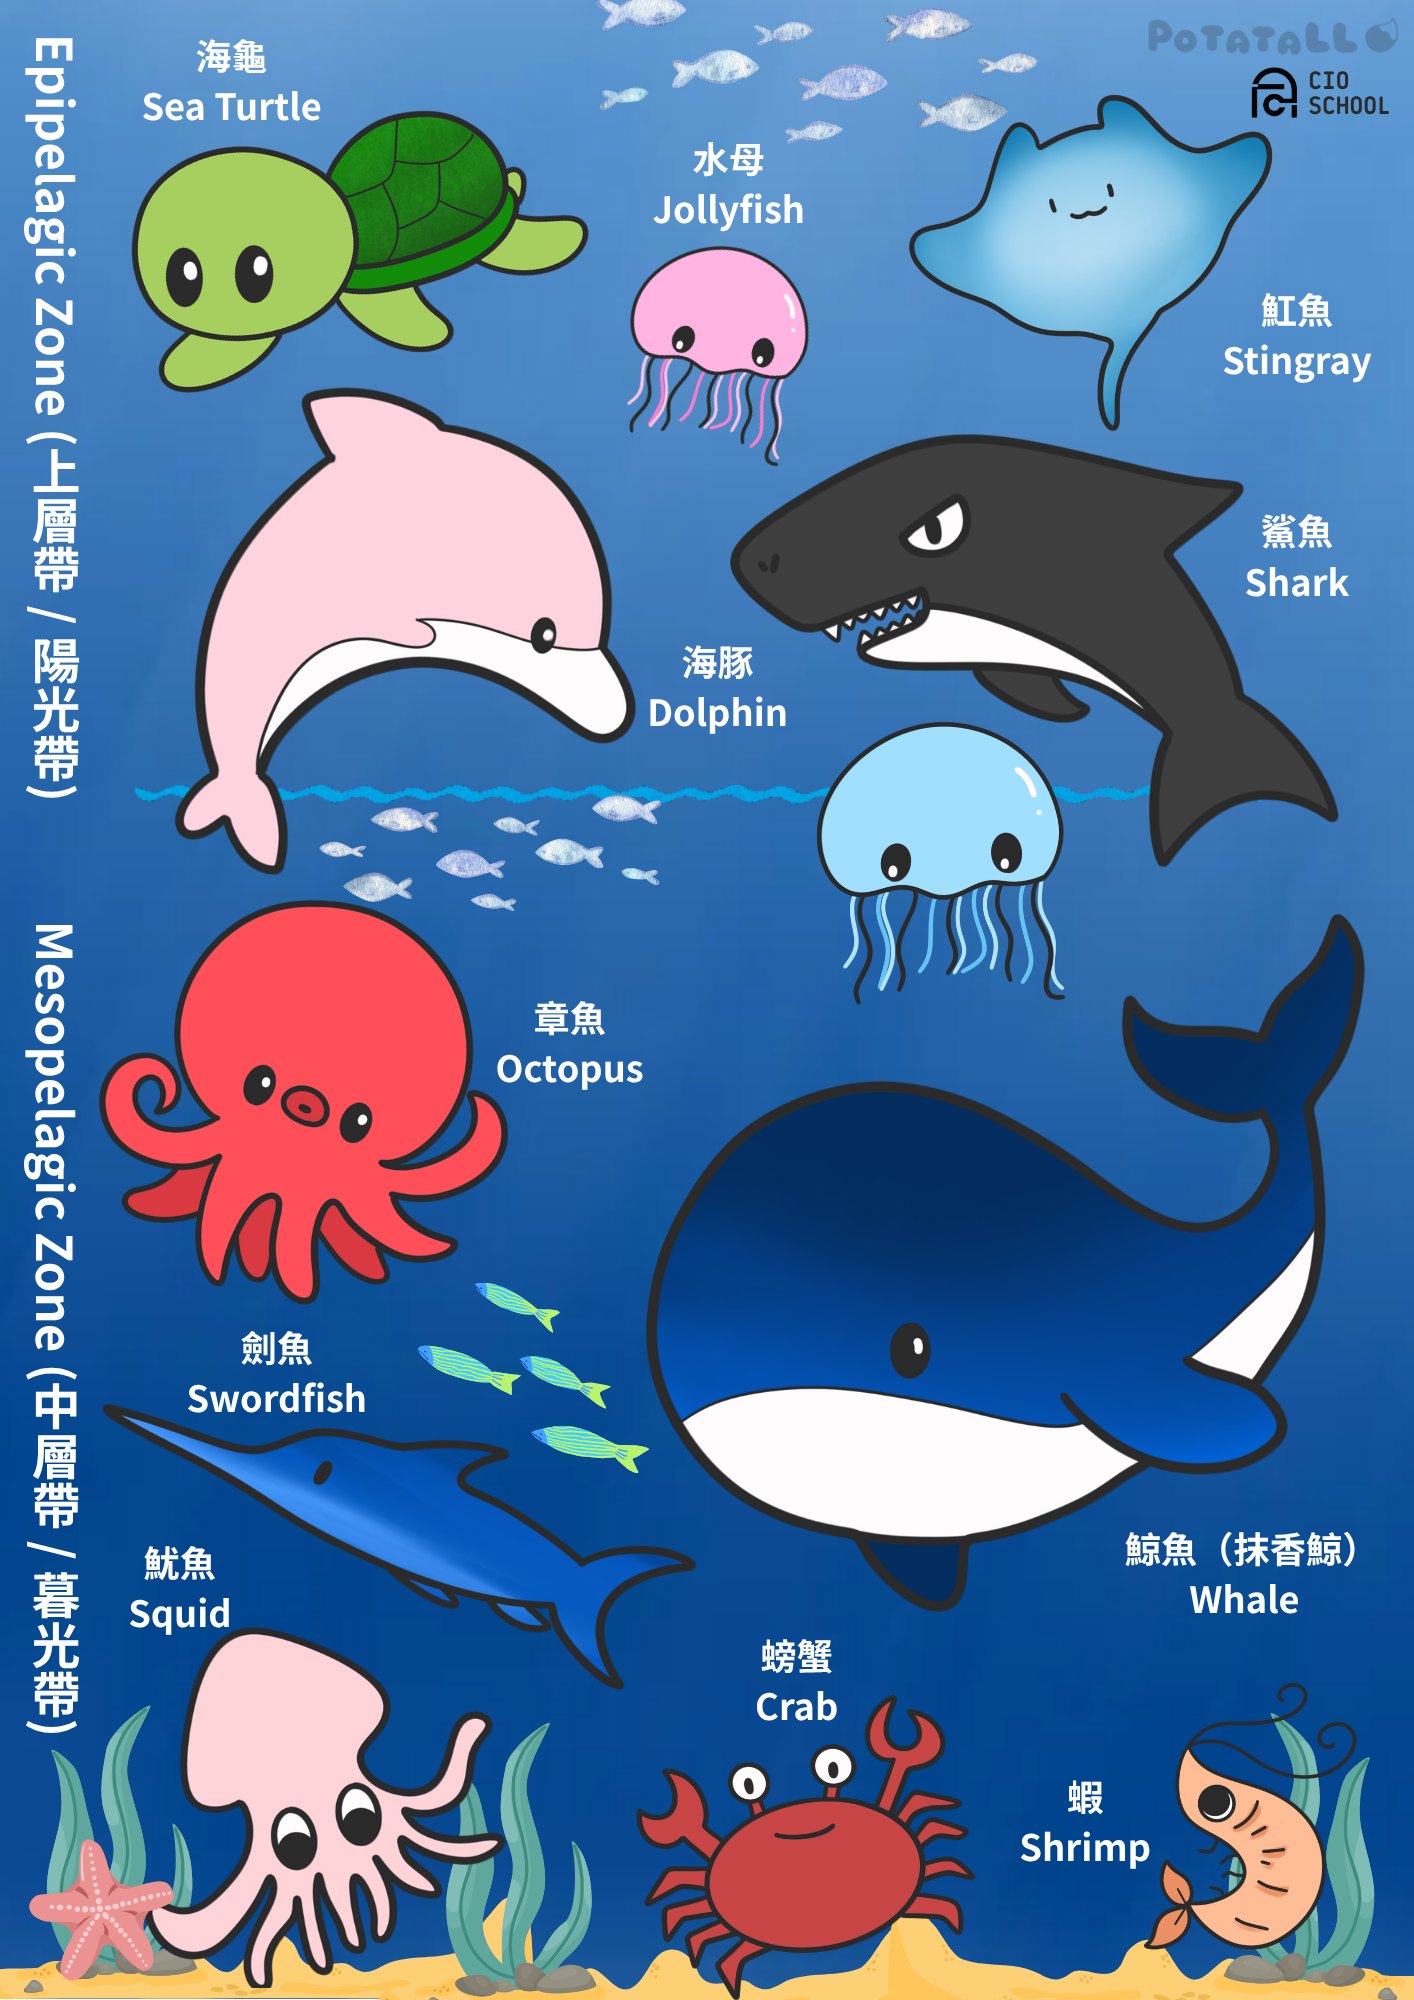 Epipelagic Zone (上層帶 / 陽光帶)
海龜
Sea Turtle
POTATALL
CIO
SCHOOL
水母
Jollyfish
魟魚
Stingray
鯊魚
Shark
海豚
Dolphin
Mesopelagic Zone (中層帶 / 暮光帶)
章魚
Octopus
劍魚
Swordfish
鯨魚（抹香鯨）
Whale
魷魚
Squid
螃蟹
Crab
蝦
Shrimp